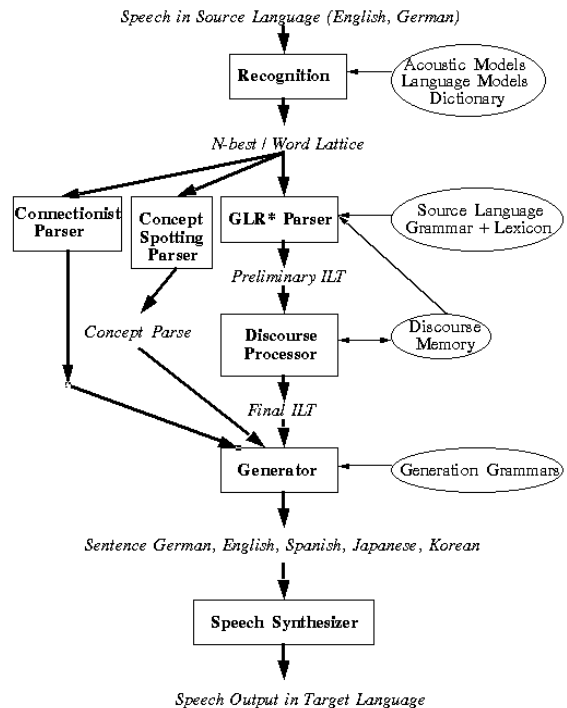 Speech in Source Language (English, German)
Recognition
Acoustic Models
Language Models
Dictionary
N-best / Word Lattice
Connectionist
Parser
Concept
Spotting
Parser
GLR* Parser
Source Language
Grammar + Lexicon
Preliminary ILT
Concept Parse
Discourse
Processor
Discourse
Memory
Final ILT
Generator
Generation Grammars
Sentence German, English, Spanish, Japanese, Korean
Speech Synthesizer
Speech Output in Target Language